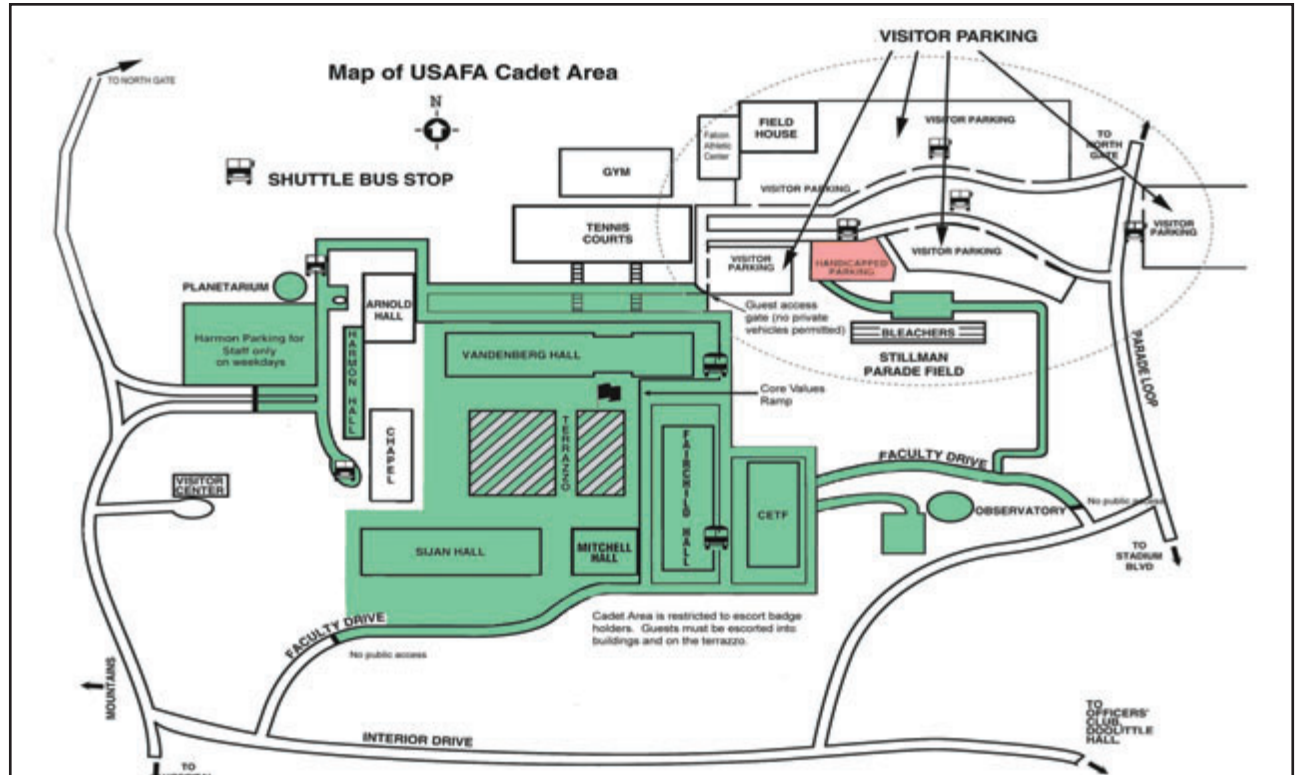 VISITOR PARKING
TO NORTH GATE
Map of USAFA Cadet Area
N
SHUTTLE BUS STOP
Falcon
Athletic
Center
FIELD
HOUSE
VISITOR PARKING
TO
NORTH
GATE
GYM
VISITOR PARKING
TENNIS
COURTS
VISITOR
PARKING
VISITOR
PARKING
HANDICAPPED
PARKING
VISITOR PARKING
PLANETARIUM
ARNOLD
HALL
Guest access
gate (no private
vehicles permitted)
Harmon Parking for
Staff only
on weekdays
HARMON HALL
VANDENBERG HALL
BLEACHERS
STILLMAN
PARADE FIELD
PARADE LOOP
Core Values
Ramp
TERRAZZO
CHAPEL
FAIRCHILD HALL
FACULTY DRIVE
VISITOR
CENTER
CETF
OBSERVATORY
No public access
SIJAN HALL
MITCHELL
HALL
TO
STADIUM
BLVD
Cadet Area is restricted to escort badge
holders. Guests must be escorted into
buildings and on the terrazzo.
FACULTY DRIVE
No public access
MOUNTAINS
INTERIOR DRIVE
TO
OFFICERS'
CLUB,
DOOLITTLE
HALL.
TO